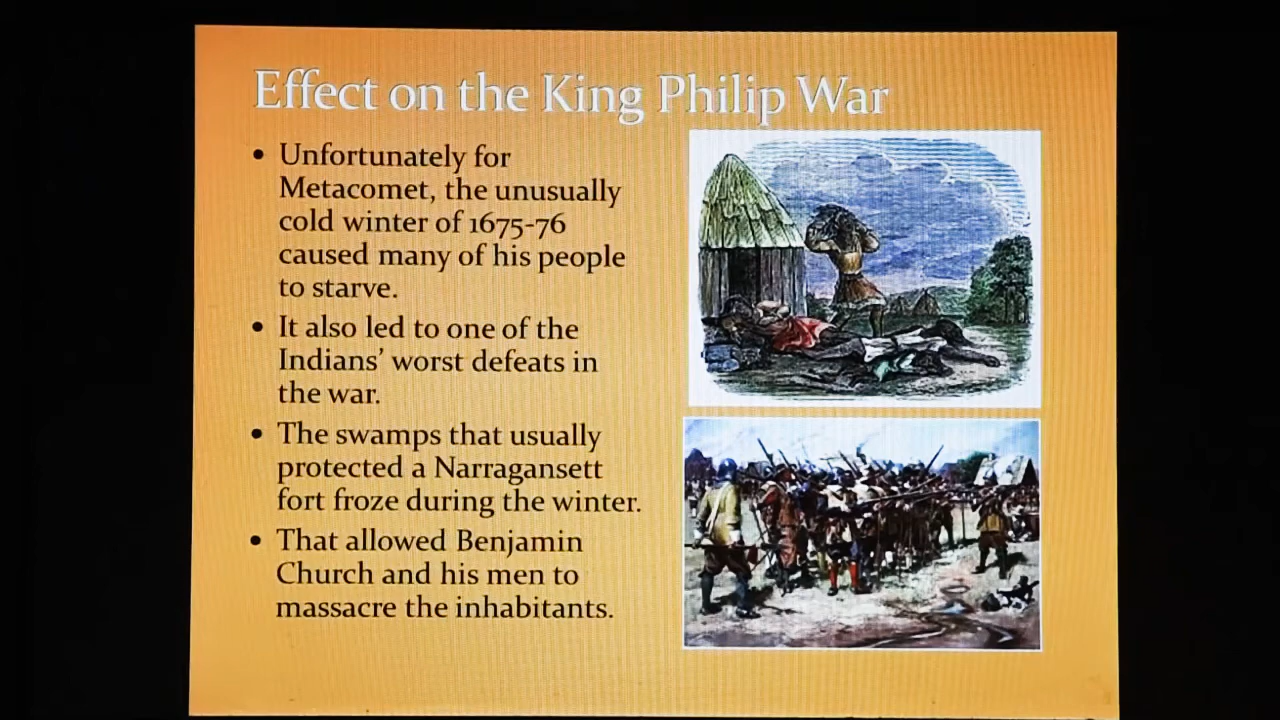 Effect on the King Philip War
• Unfortunately for
Metacomet, the unusually
cold winter of 1675-76
caused many of his people
to starve.
• It also led to one of the
Indians’ worst defeats in
the war.
• The swamps that usually
protected a Narragansett
fort froze during the winter.
• That allowed Benjamin
Church and his men to
massacre the inhabitants.